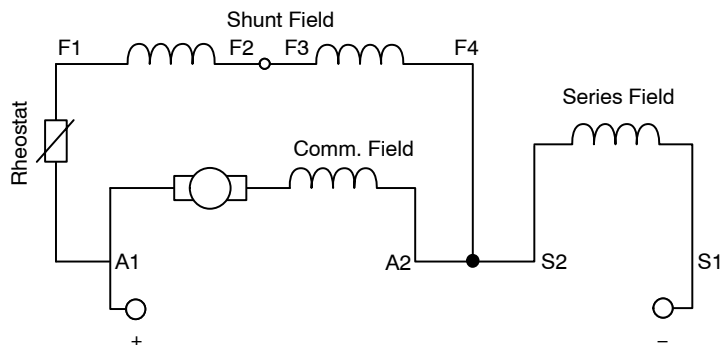 Shunt Field
F1
F2
F3
F4
Series Field
Rheostat
Comm. Field
A1
A2
S2
S1
+
−